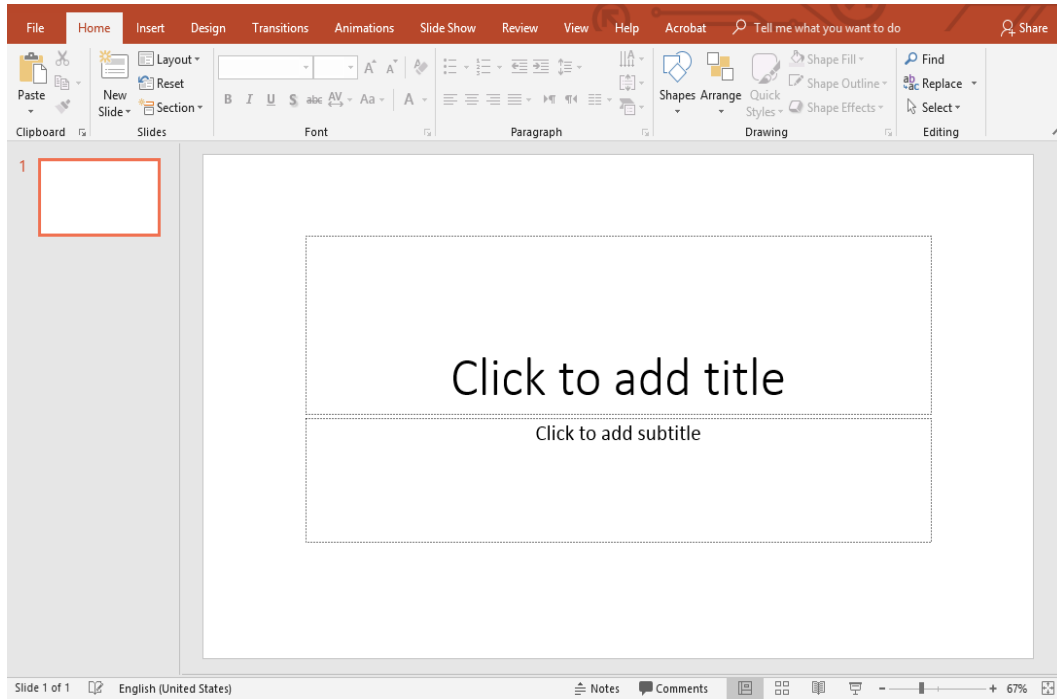 File Home Insert Design Transitions Animations Slide Show Review View Help Acrobat Tell me what you want to do Share
Paste
Clipboard
New
Slide
Layout
Reset
Section
Slides
B I U S abc AV Aa A
Font
Paragraph
Shapes Arrange Quick
Styles
Shape Fill
Shape Outline
Shape Effects
Drawing
Find
Replace
Select
Editing
1
Click to add title
Click to add subtitle
Slide 1 of 1 English (United States) Notes Comments 67%